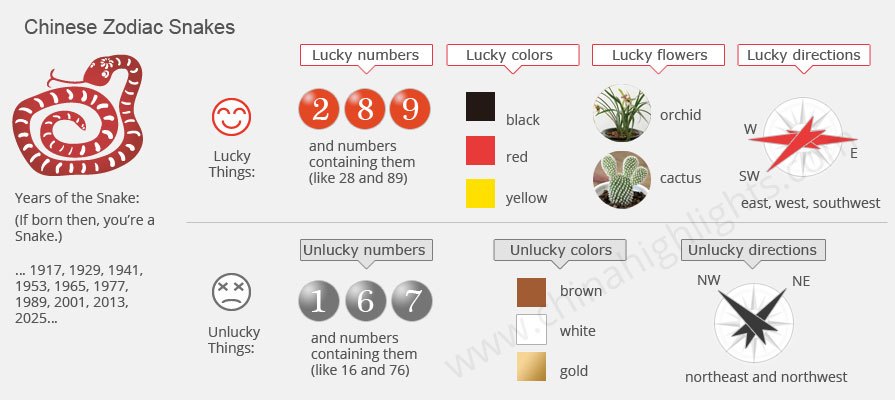 Chinese Zodiac Snakes
Years of the Snake:
(If born then, you’re a
Snake.)
... 1917, 1929, 1941,
1953, 1965, 1977,
1989, 2001, 2013,
2025...
Lucky
Things:
Lucky numbers
2 8 9
and numbers
containing them
(like 28 and 89)
Lucky colors
black
red
yellow
Lucky flowers
orchid
cactus
Lucky directions
W
E
SW
east, west, southwest
Unlucky
Things:
Unlucky numbers
1 6 7
and numbers
containing them
(like 16 and 76)
Unlucky colors
brown
white
gold
Unlucky directions
NW
NE
northeast and northwest
www.chinahighlights.com